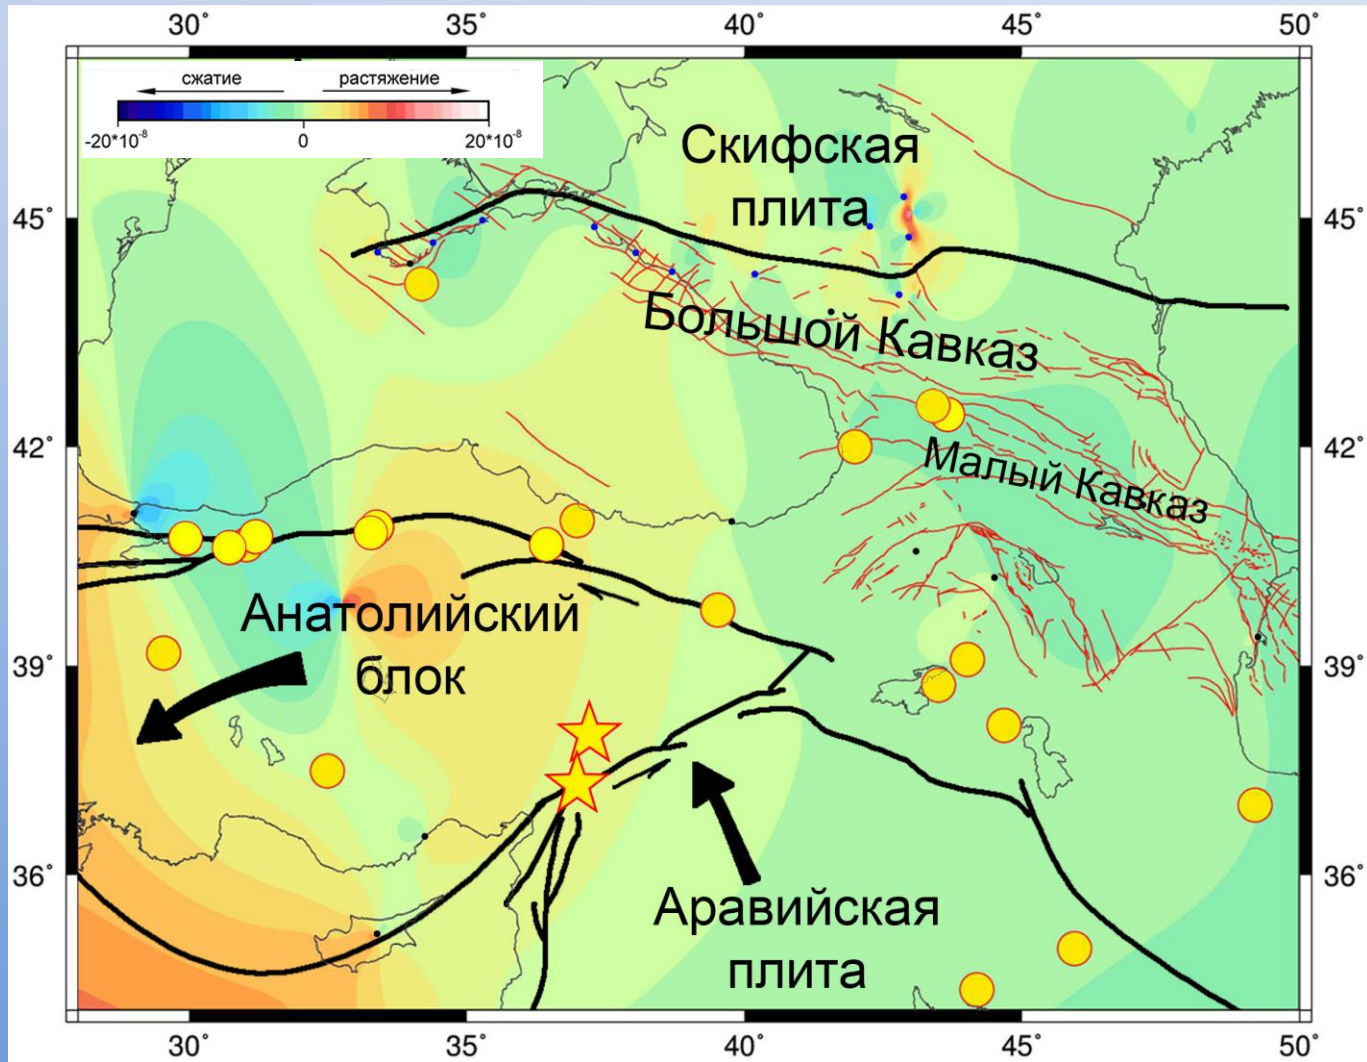 30° 35° 40° 45° 50°
сжатие растяжение
-20*10⁻⁸ 0 20*10⁻⁸
Скифская
плита
45° 45°
Большой Кавказ
42° 42°
Малый Кавказ
Анатолийский
блок
39° 39°
36° 36°
Аравийская
плита
30° 35° 40° 45° 50°